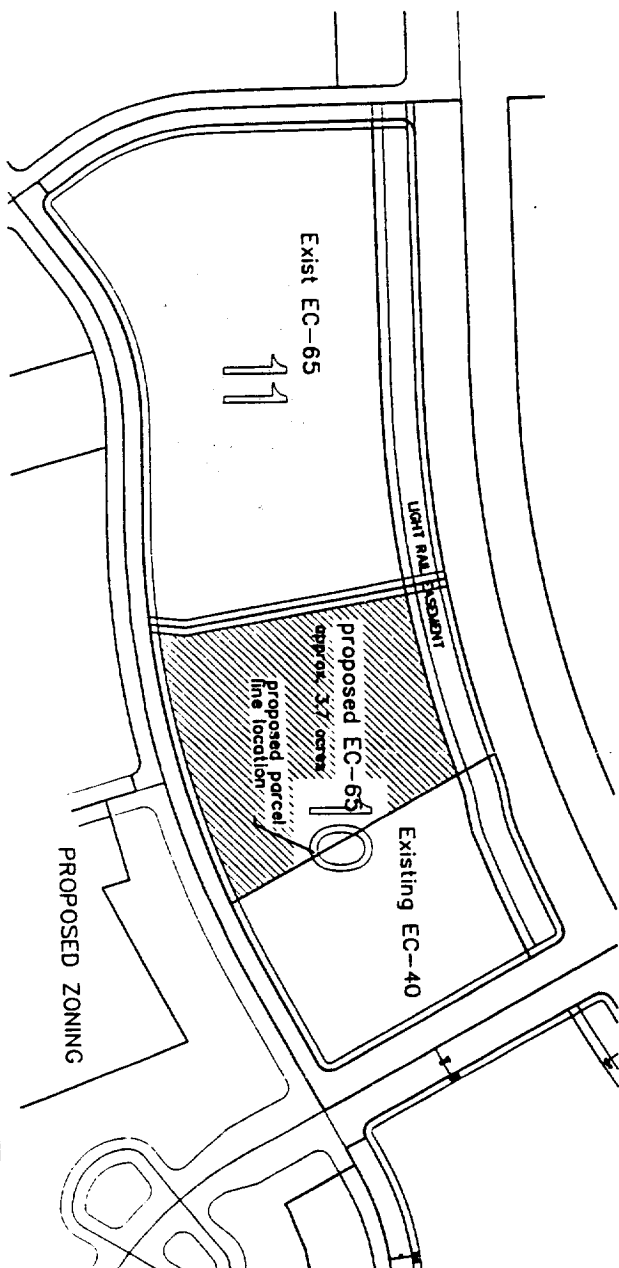 Exist EC-65
11
LIGHT RAIL EASEMENT
proposed EC-65
approx. 3.7 acres
10
proposed parcel
line location
Existing EC-40
PROPOSED ZONING